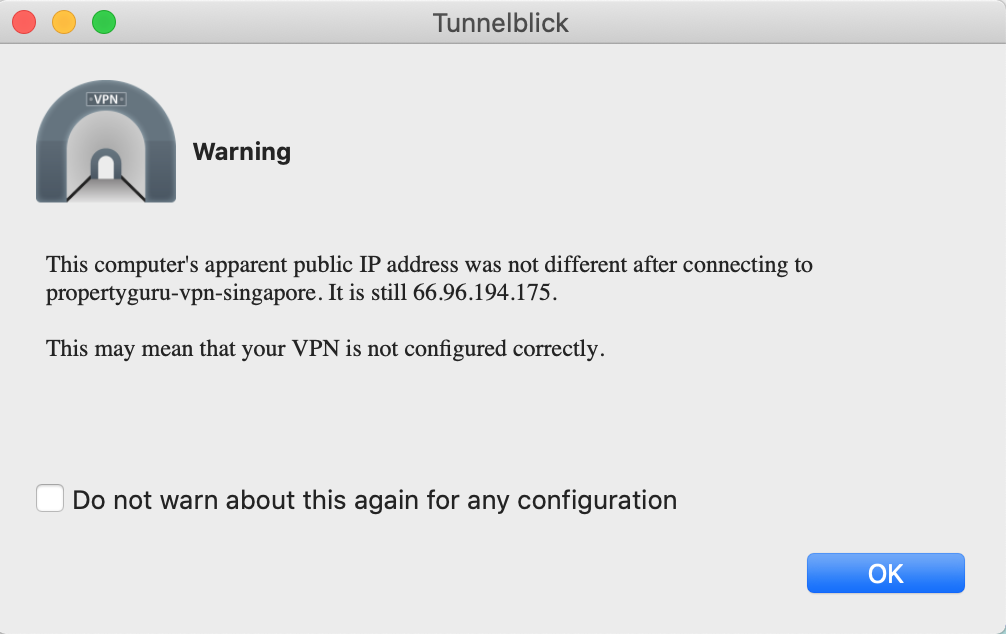 Tunnelblick
VPN
Warning
This computer's apparent public IP address was not different after connecting to
propertyguru-vpn-singapore. It is still 66.96.194.175.
This may mean that your VPN is not configured correctly.
Do not warn about this again for any configuration
OK